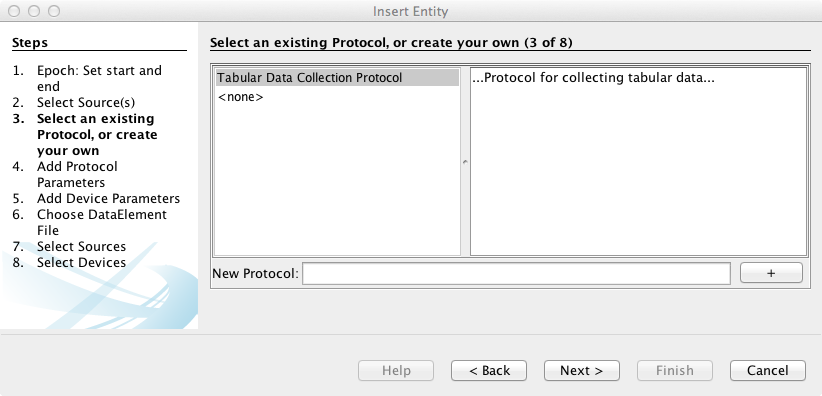 Insert Entity
Steps
1. Epoch: Set start and
end
2. Select Source(s)
3. Select an existing
Protocol, or create
your own
4. Add Protocol
Parameters
5. Add Device Parameters
6. Choose DataElement
File
7. Select Sources
8. Select Devices
Select an existing Protocol, or create your own (3 of 8)
Tabular Data Collection Protocol
<none>
...Protocol for collecting tabular data...
New Protocol:
+
Help
< Back
Next >
Finish
Cancel